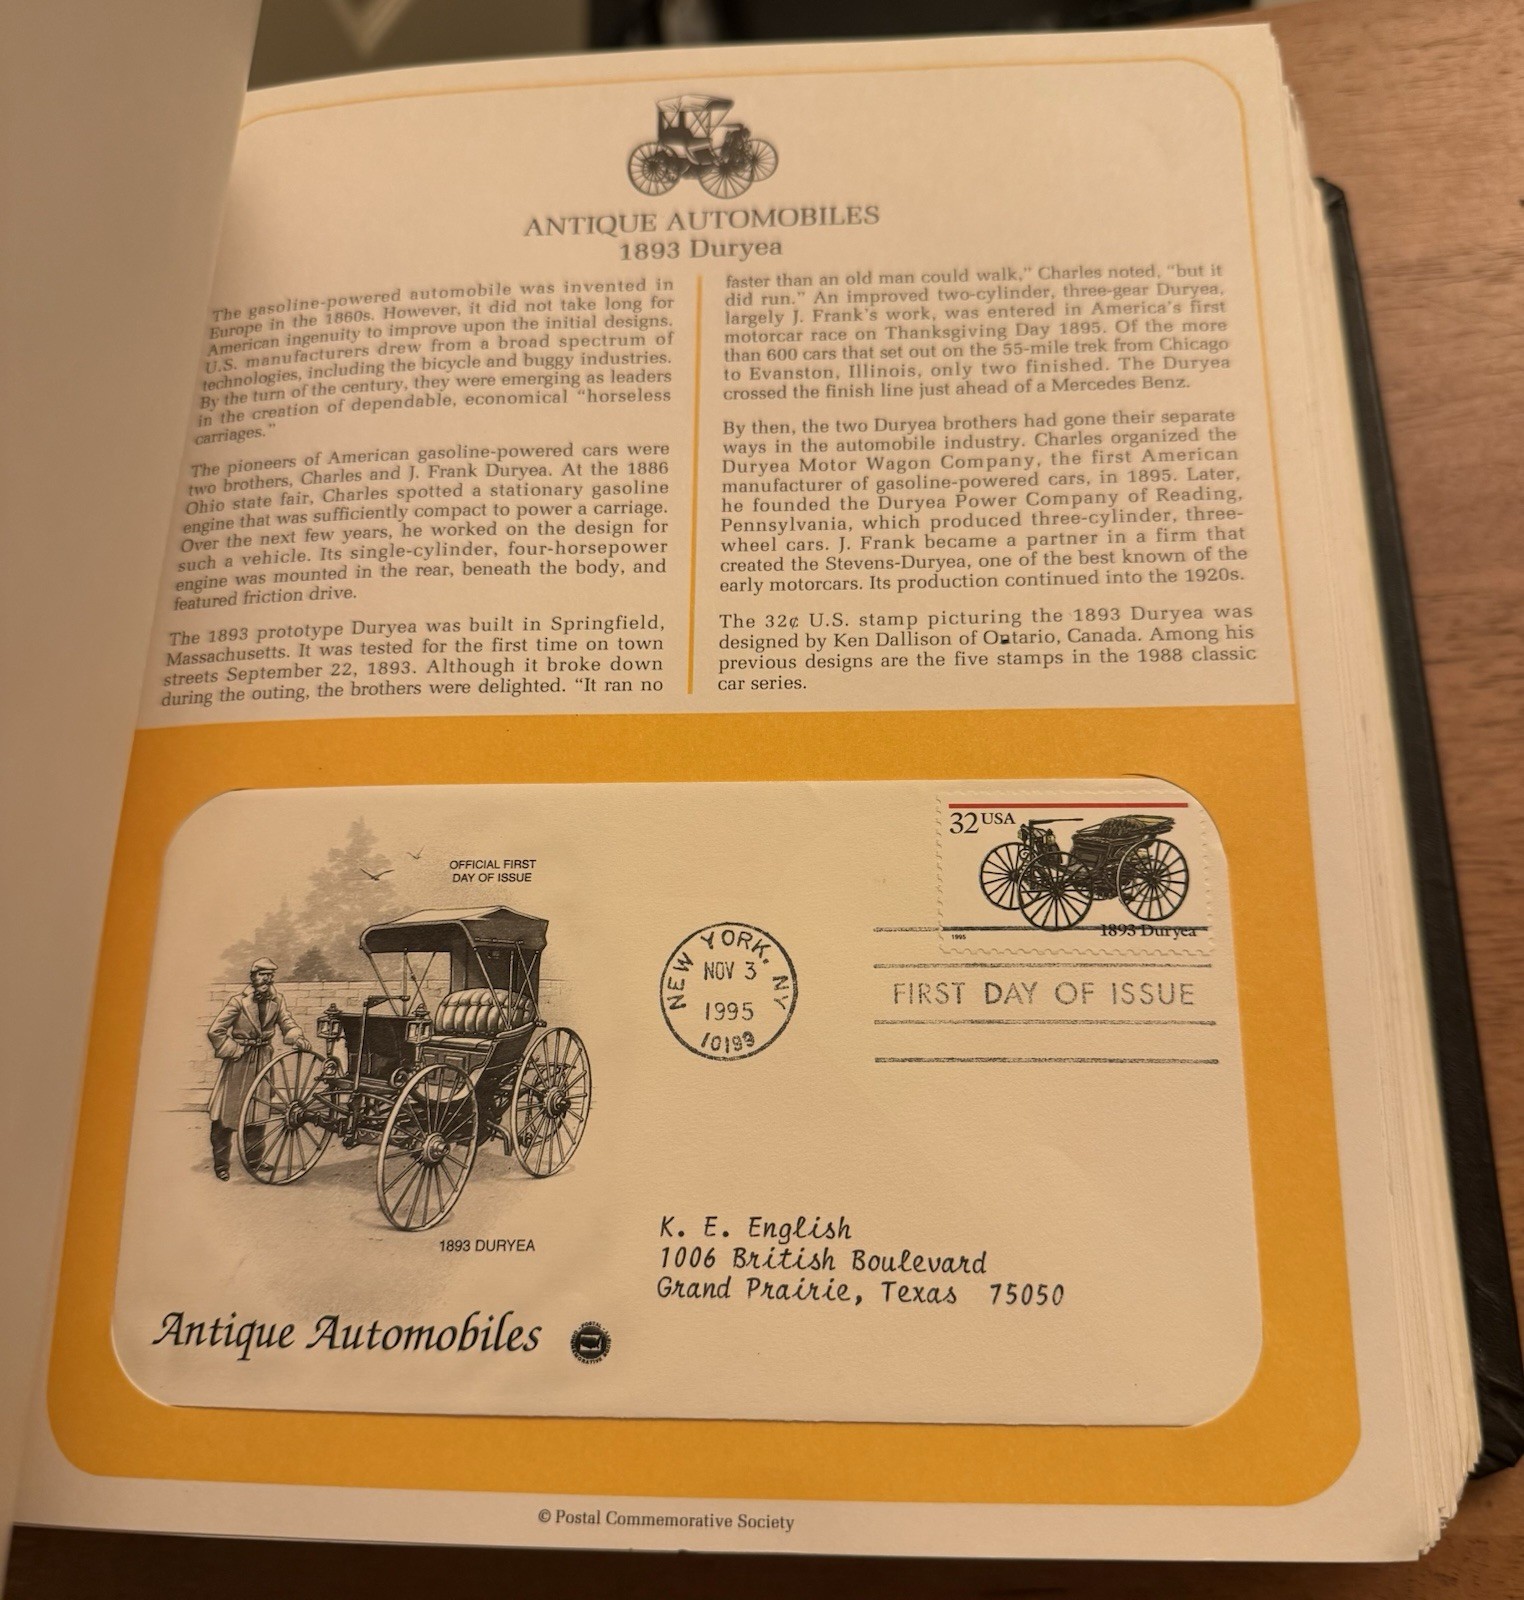 ANTIQUE AUTOMOBILES
1893 Duryea
The gasoline-powered automobile was invented in
Europe in the 1860s. However, it did not take long for
American ingenuity to improve upon the initial designs.
U.S. manufacturers drew from a broad spectrum of
technologies, including the bicycle and buggy industries.
By the turn of the century, they were emerging as leaders
in the creation of dependable, economical "horseless
carriages."
The pioneers of American gasoline-powered cars were
two brothers, Charles and J. Frank Duryea. At the 1886
Ohio state fair, Charles spotted a stationary gasoline
engine that was sufficiently compact to power a carriage.
Over the next few years, he worked on the design for
such a vehicle. Its single-cylinder, four-horsepower
engine was mounted in the rear, beneath the body, and
featured friction drive.
The 1893 prototype Duryea was built in Springfield,
Massachusetts. It was tested for the first time on town
streets September 22, 1893. Although it broke down
during the outing, the brothers were delighted. "It ran no
faster than an old man could walk," Charles noted, "but it
did run." An improved two-cylinder, three-gear Duryea,
largely J. Frank's work, was entered in America's first
motorcar race on Thanksgiving Day 1895. Of the more
than 600 cars that set out on the 55-mile trek from Chicago
to Evanston, Illinois, only two finished. The Duryea
crossed the finish line just ahead of a Mercedes Benz.
By then, the two Duryea brothers had gone their separate
ways in the automobile industry. Charles organized the
Duryea Motor Wagon Company, the first American
manufacturer of gasoline-powered cars, in 1895. Later,
he founded the Duryea Power Company of Reading,
Pennsylvania, which produced three-cylinder, three-
wheel cars. J. Frank became a partner in a firm that
created the Stevens-Duryea, one of the best known of the
early motorcars. Its production continued into the 1920s.
The 32¢ U.S. stamp picturing the 1893 Duryea was
designed by Ken Dallison of Ontario, Canada. Among his
previous designs are the five stamps in the 1988 classic
car series.
OFFICIAL FIRST
DAY OF ISSUE
32 USA
1995
1893 Duryea
NEW YORK, NY
NOV 3
1995
10199
FIRST DAY OF ISSUE
1893 DURYEA
K. E. English
1006 British Boulevard
Grand Prairie, Texas 75050
Antique Automobiles
© Postal Commemorative Society